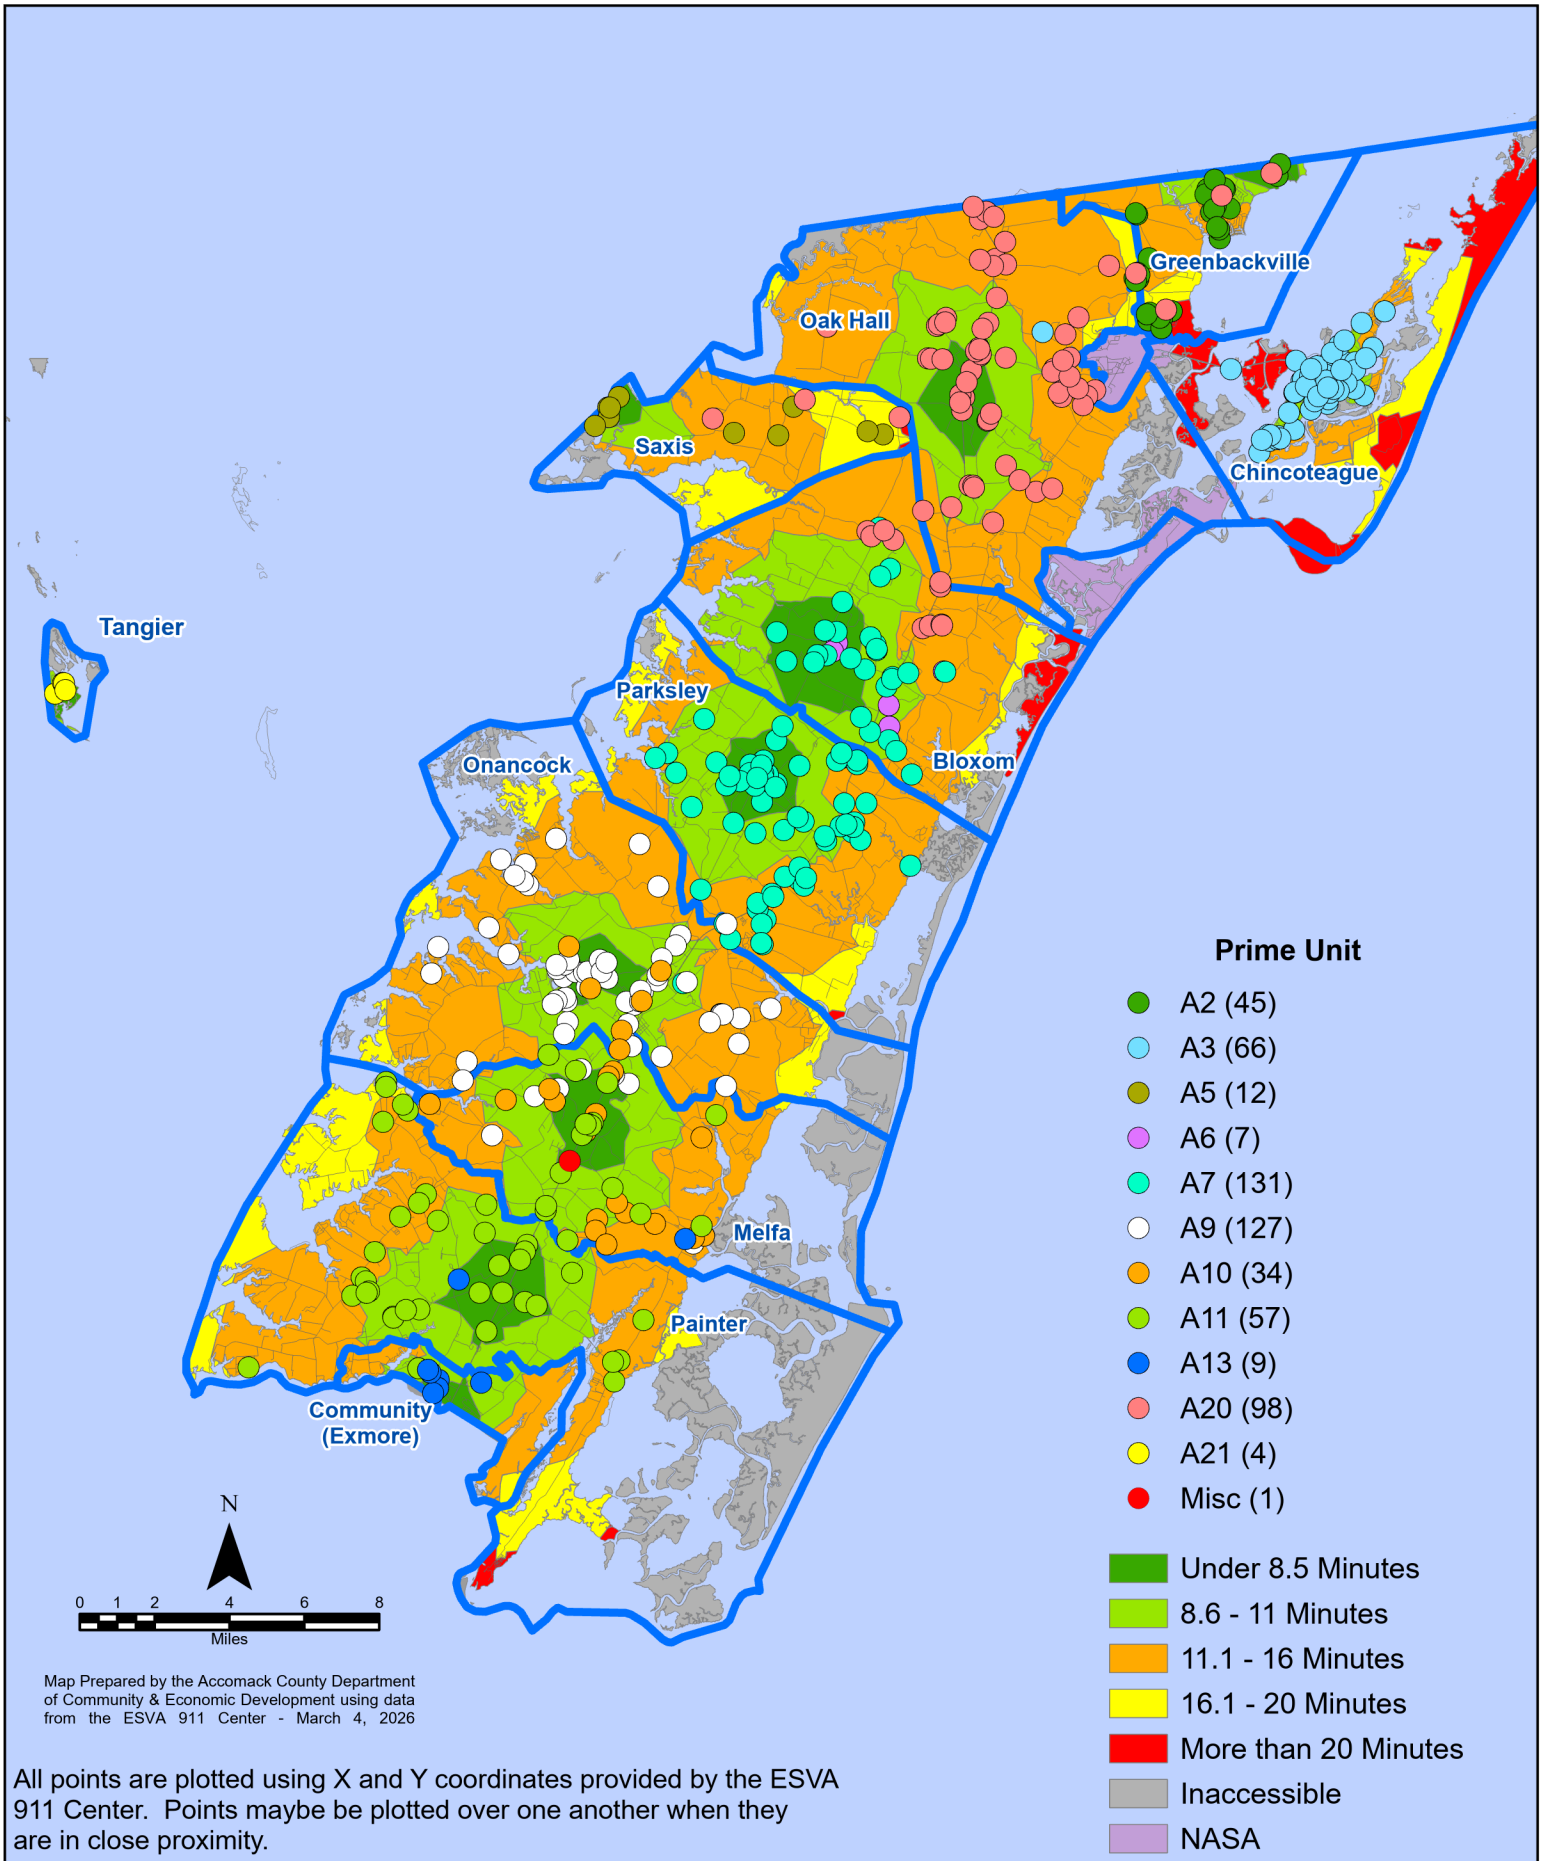 Greenbackville
Oak Hall
Saxis
Chincoteague
Tangier
Parksley
Onancock
Bloxom
Prime Unit
A2 (45)
A3 (66)
A5 (12)
A6 (7)
A7 (131)
A9 (127)
A10 (34)
A11 (57)
A13 (9)
A20 (98)
A21 (4)
Misc (1)
Melfa
Painter
Community
(Exmore)
N
0 1 2 4 6 8
Miles
Under 8.5 Minutes
8.6 - 11 Minutes
11.1 - 16 Minutes
16.1 - 20 Minutes
More than 20 Minutes
Inaccessible
NASA
Map Prepared by the Accomack County Department
of Community & Economic Development using data
from the ESVA 911 Center - March 4, 2026
All points are plotted using X and Y coordinates provided by the ESVA
911 Center.  Points maybe be plotted over one another when they
are in close proximity.